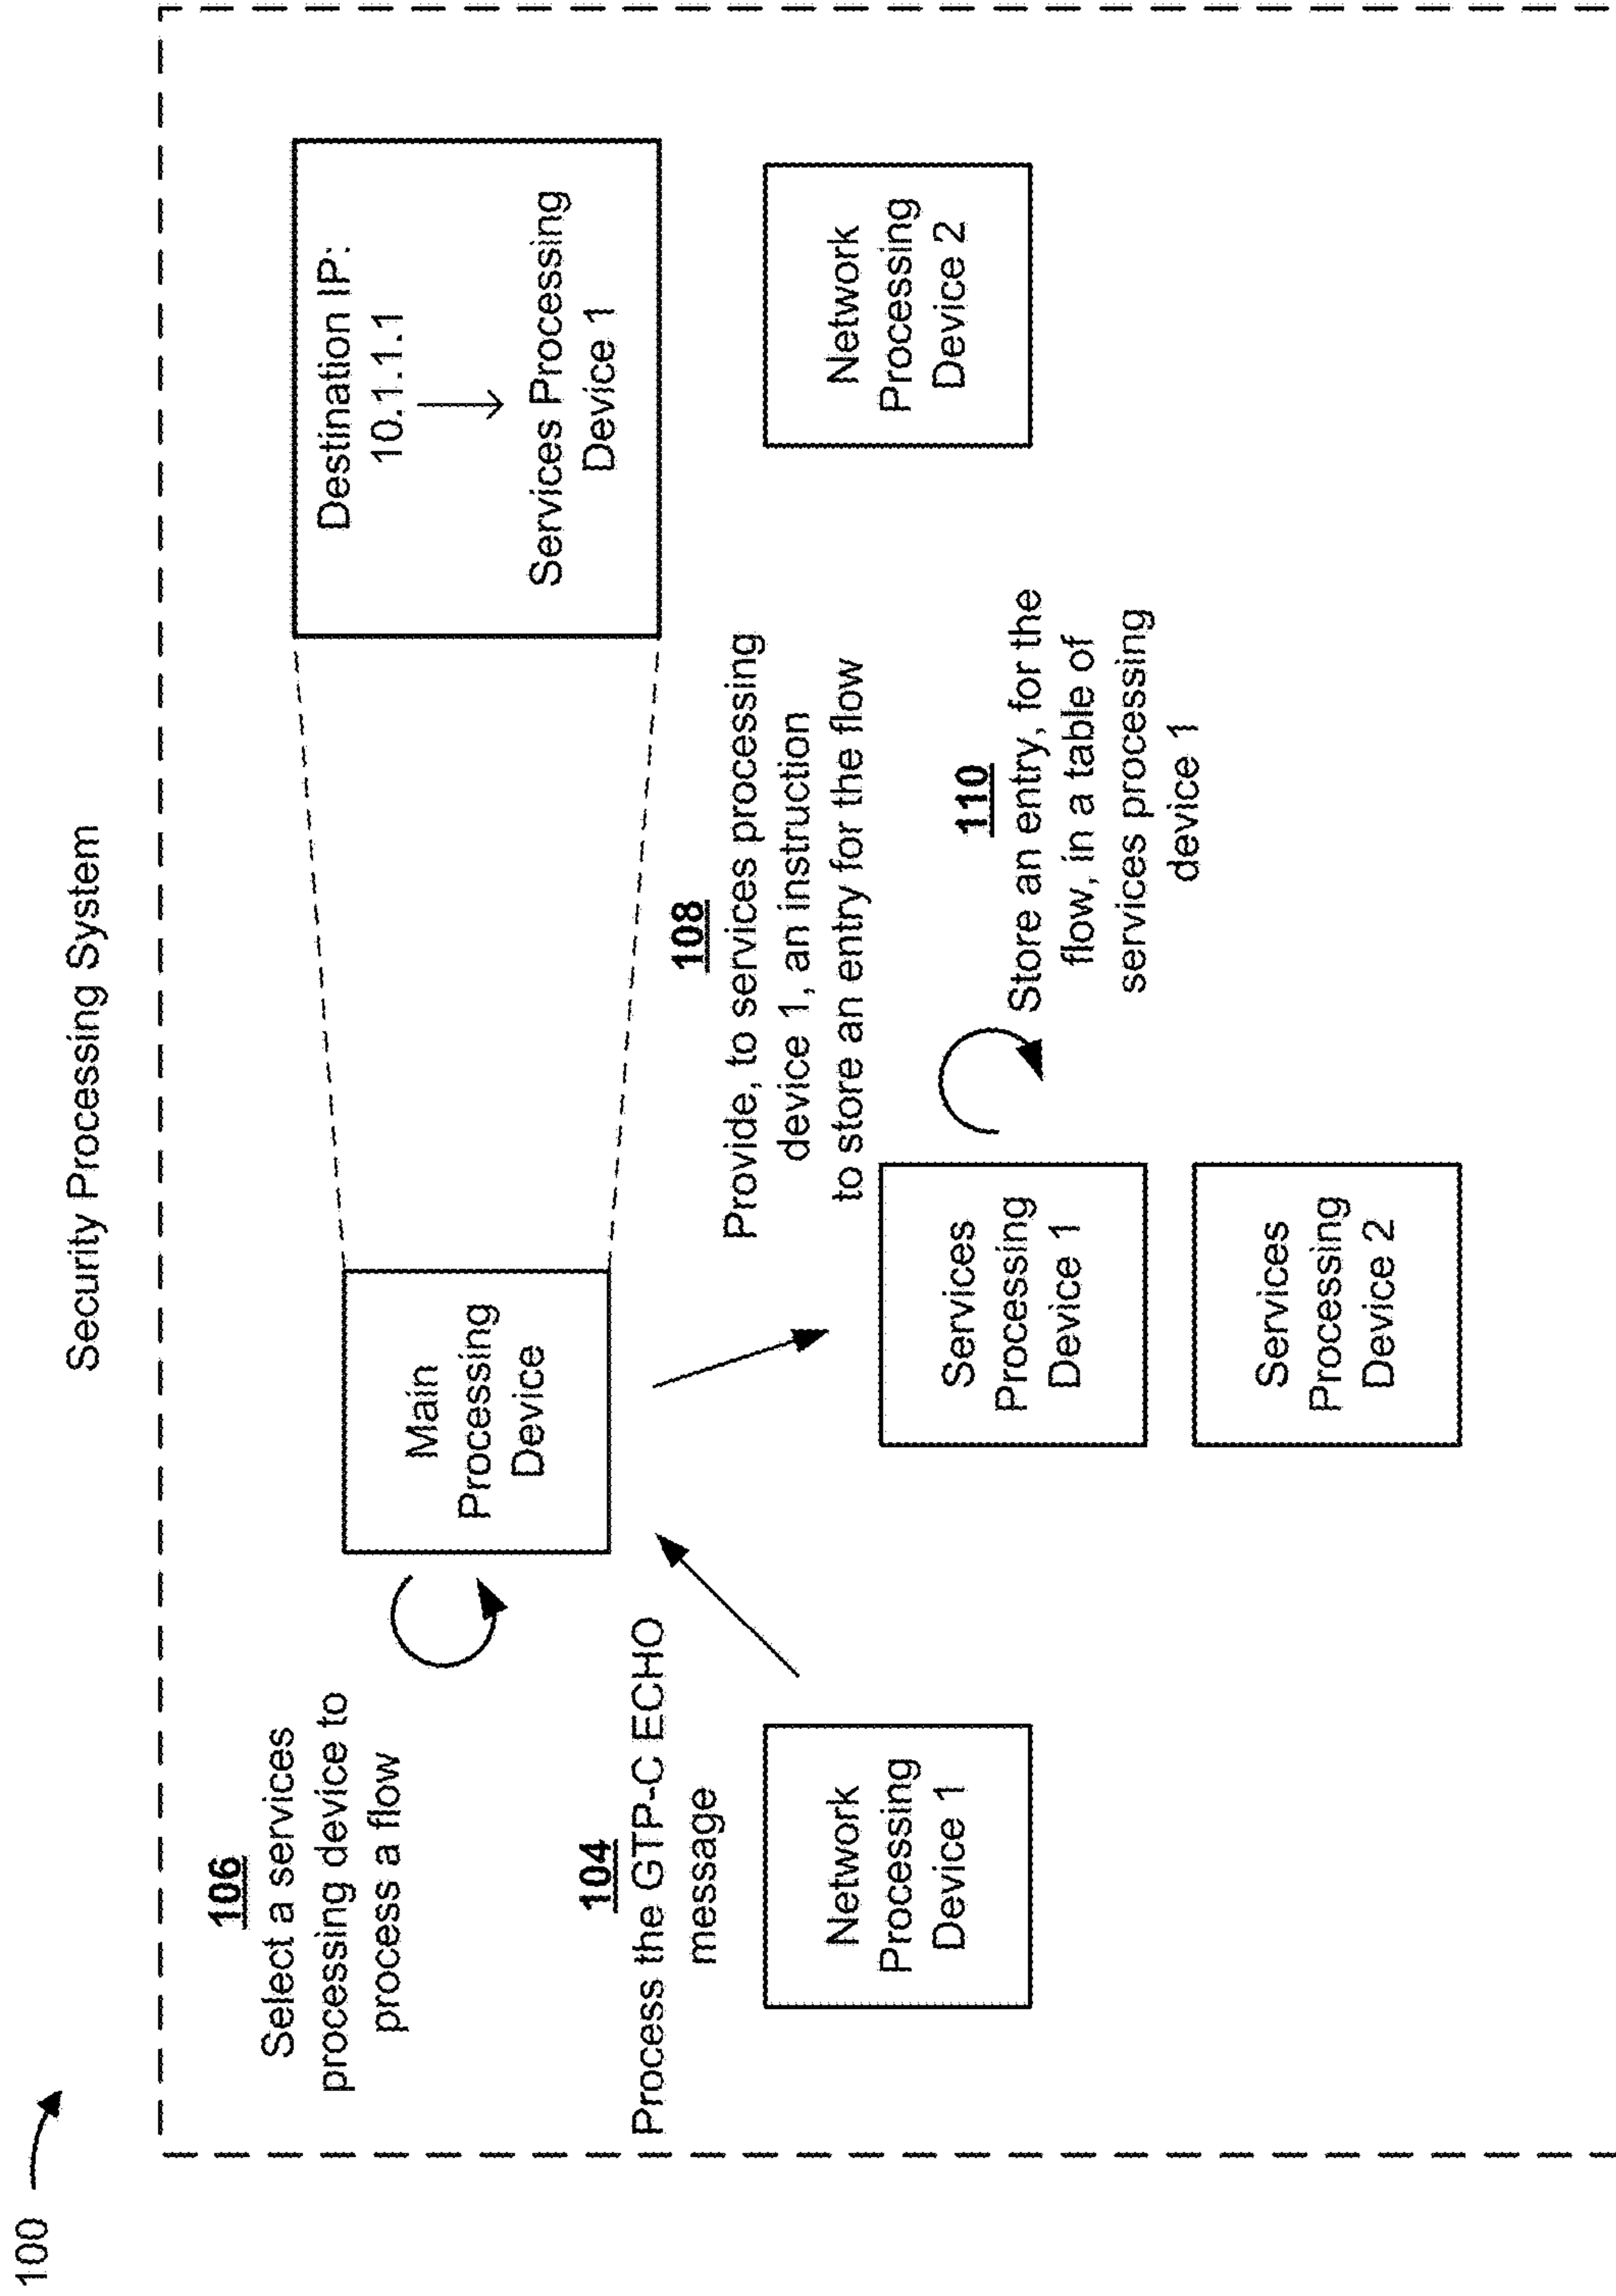 100
Security Processing System
106
Select a services
processing device to
process a flow
Main
Processing
Device
Destination IP:
10.1.1.1
Services Processing
Device 1
104
Process the GTP-C ECHO
message
108
Provide, to services processing
device 1, an instruction
to store an entry for the flow
Network
Processing
Device 1
Services
Processing
Device 1
110
Store an entry, for the
flow, in a table of
services processing
device 1
Network
Processing
Device 2
Services
Processing
Device 2